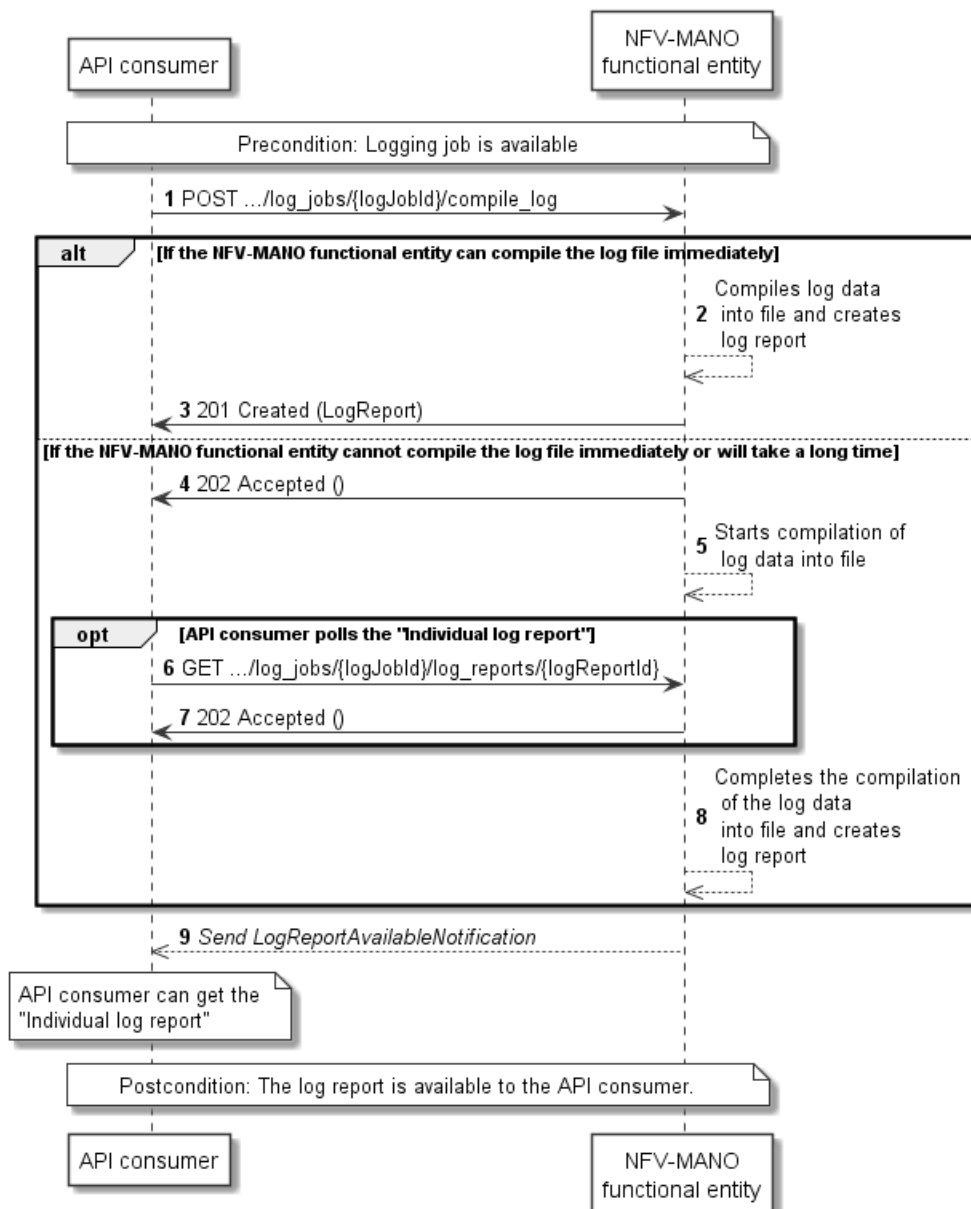 API consumer
NFV-MANO
functional entity
Precondition: Logging job is available
1 POST .../log_jobs/{logJobId}/compile_log
alt [If the NFV-MANO functional entity can compile the log file immediately]
Compiles log data
2 into file and creates
log report
3 201 Created (LogReport)
[If the NFV-MANO functional entity cannot compile the log file immediately or will take a long time]
4 202 Accepted ()
5 Starts compilation of
log data into file
opt [API consumer polls the "Individual log report"]
6 GET .../log_jobs/{logJobId}/log_reports/{logReportId}
7 202 Accepted ()
Completes the compilation
of the log data
8 into file and creates
log report
9 Send LogReportAvailableNotification
API consumer can get the
"Individual log report"
Postcondition: The log report is available to the API consumer.
API consumer
NFV-MANO
functional entity